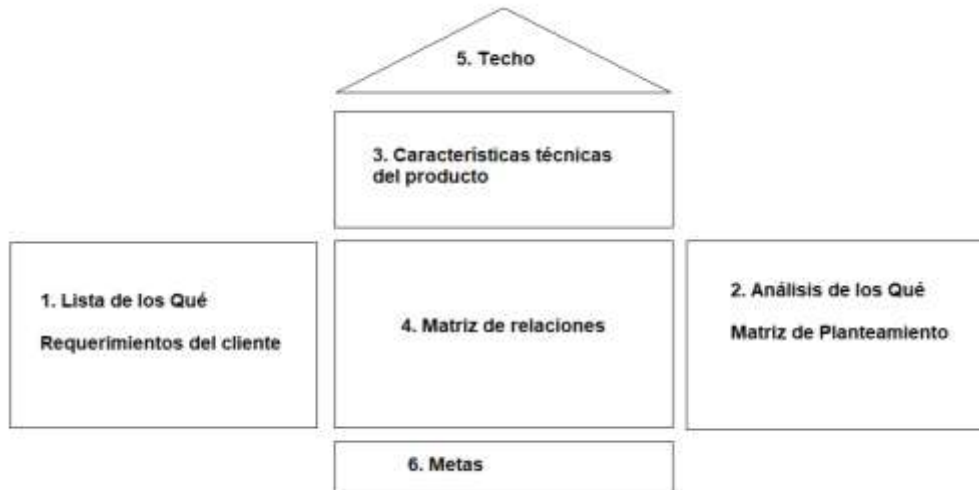 5. Techo
3. Características técnicas
del producto
1. Lista de los Qué
Requerimientos del cliente
4. Matriz de relaciones
2. Análisis de los Qué
Matriz de Planteamiento
6. Metas